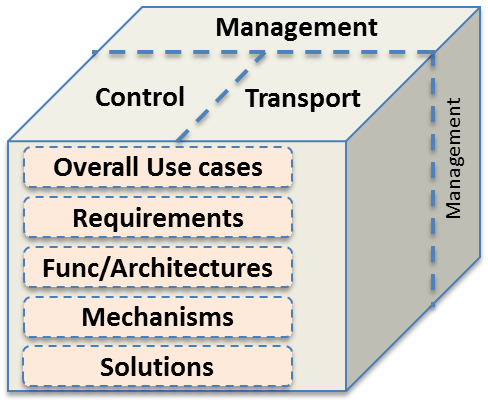 Management
Control
Transport
Management
Overall Use cases
Requirements
Func/Architectures
Mechanisms
Solutions